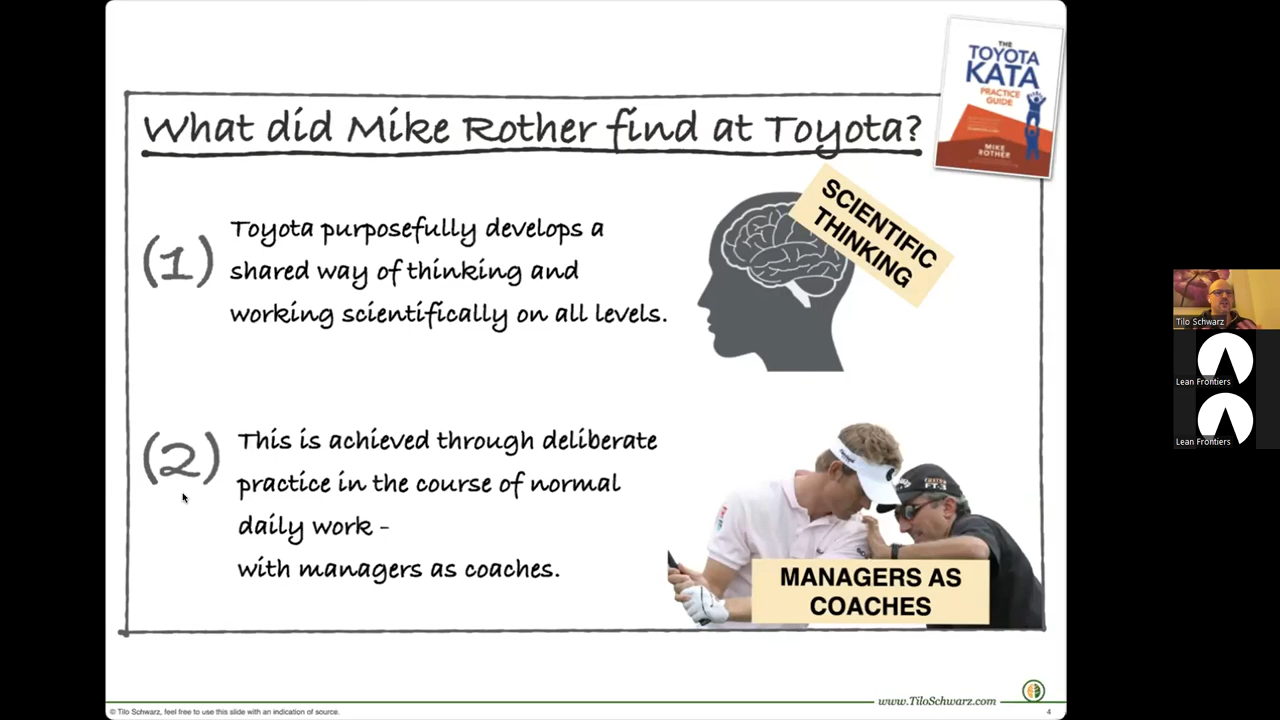 THE
TOYOTA
KATA
PRACTICE
GUIDE
MIKE
ROTHER
What did Mike Rother find at Toyota?
(1)
Toyota purposefully develops a
shared way of thinking and
working scientifically on all levels.
SCIENTIFIC
THINKING
(2)
This is achieved through deliberate
practice in the course of normal
daily work -
with managers as coaches.
MANAGERS AS
COACHES
www.TiloSchwarz.com
© Tilo Schwarz, feel free to use this slide with an indication of source.
4
Tilo Schwarz
Lean Frontiers
Lean Frontiers